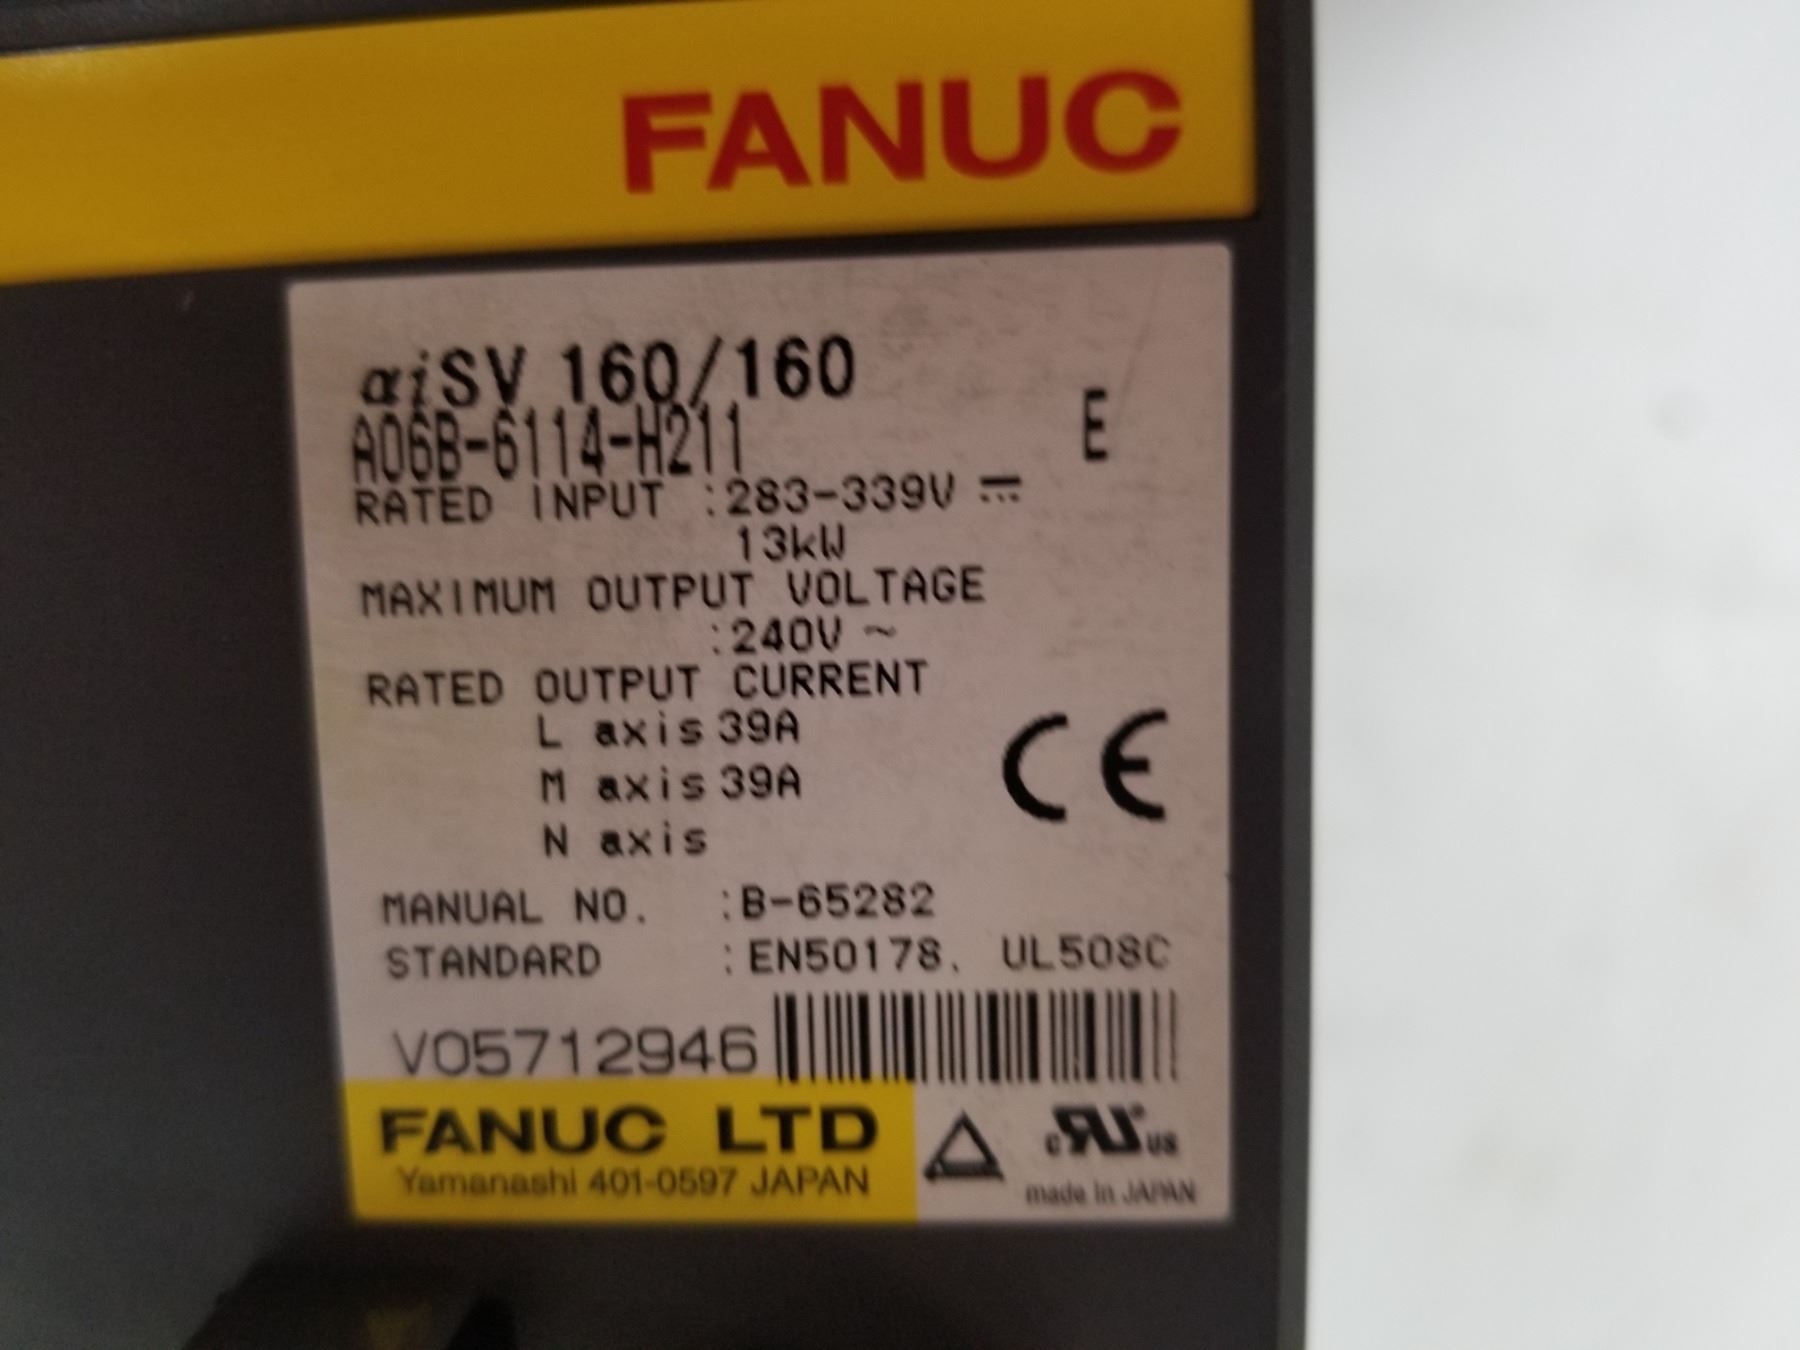 FANUC
αiSV 160/160
A06B-6114-H211 E
RATED INPUT :283-339V ⎓
13kW
MAXIMUM OUTPUT VOLTAGE
:240V ~
RATED OUTPUT CURRENT
L axis 39A
M axis 39A
N axis
CE
MANUAL NO. :B-65282
STANDARD :EN50178. UL508C
V05712946
FANUC LTD
Yamanashi 401-0597 JAPAN
c RU US
made in JAPAN